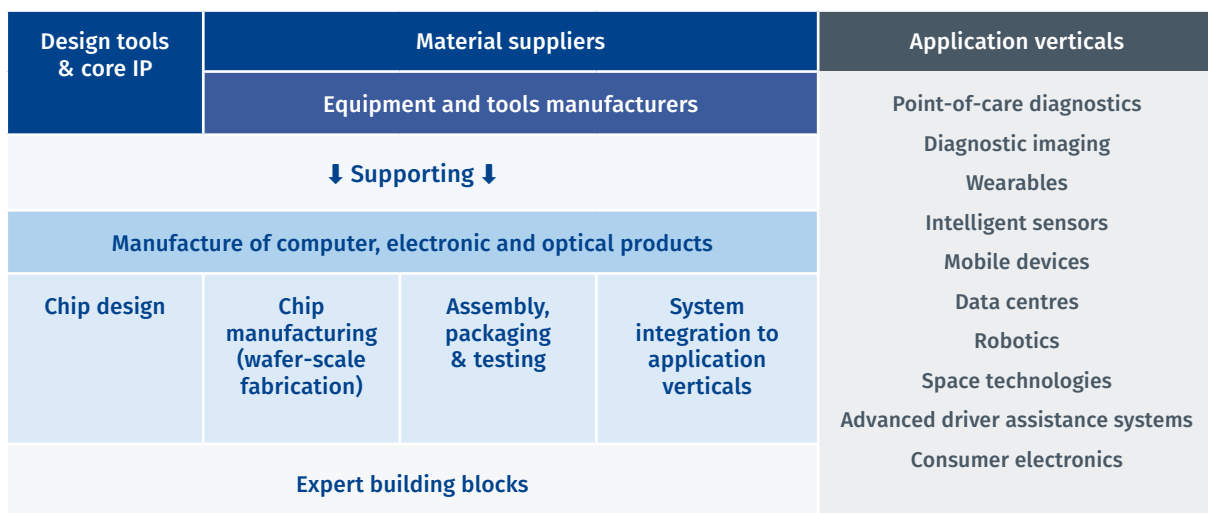 Design tools
& core IP
Material suppliers
Equipment and tools manufacturers
⬇ Supporting ⬇
Manufacture of computer, electronic and optical products
Chip design
Chip
manufacturing
(wafer-scale
fabrication)
Assembly,
packaging
& testing
System
integration to
application
verticals
Expert building blocks
Application verticals
Point-of-care diagnostics
Diagnostic imaging
Wearables
Intelligent sensors
Mobile devices
Data centres
Robotics
Space technologies
Advanced driver assistance systems
Consumer electronics